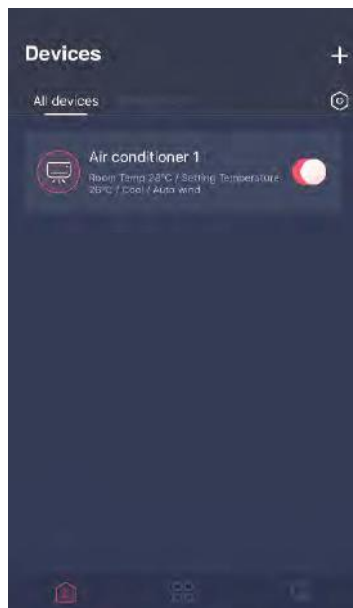 Devices
All devices
Air conditioner 1
Room Temp 28°C / Setting Temperature
26°C / Cool / Auto wind